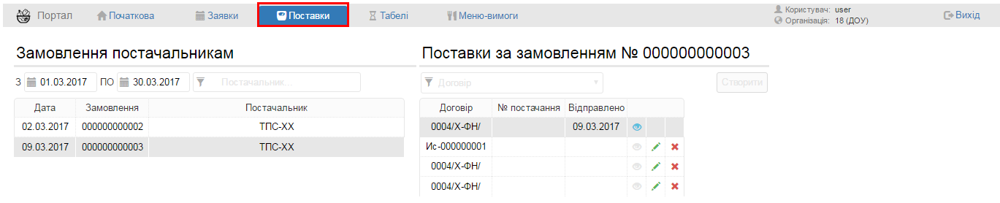 Портал Початкова Заявки Поставки Табелі Меню-вимоги Користувач: user Вихід
Організація: 18 (ДОУ)
Замовлення постачальникам
З 01.03.2017 ПО 30.03.2017 Постачальник...
Дата Замовлення Постачальник
02.03.2017 000000000002 ТПС-ХХ
09.03.2017 000000000003 ТПС-ХХ
Поставки за замовленням № 000000000003
Договір Створити
Договір № постачання Відправлено
0004/Х-ФН/ 09.03.2017
Ис-000000001
0004/Х-ФН/
0004/Х-ФН/